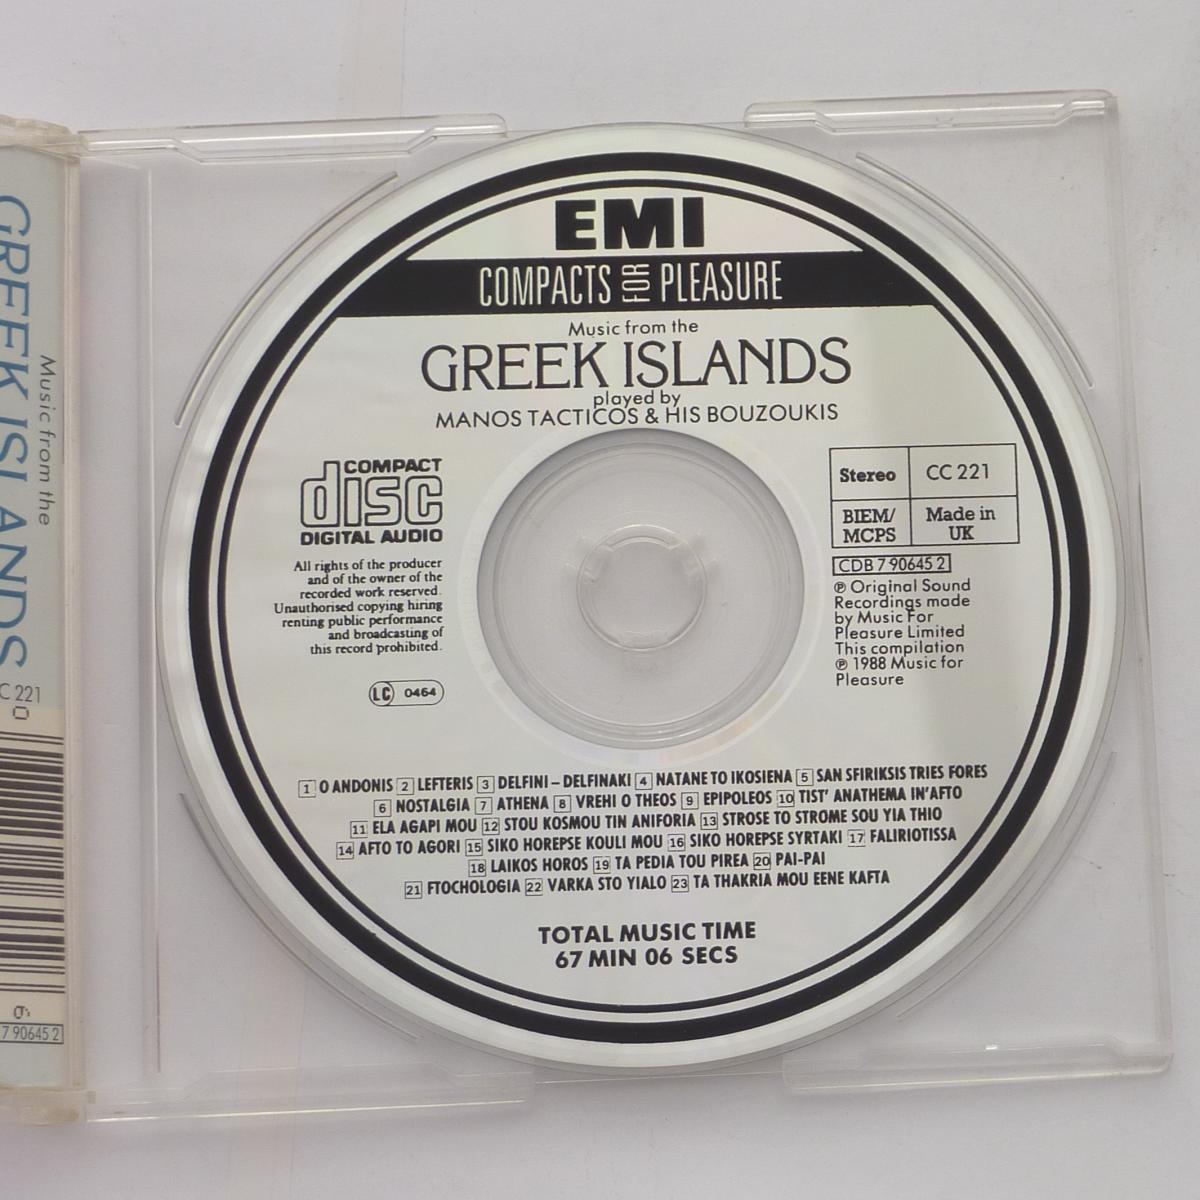 EMI
COMPACTS FOR PLEASURE
Music from the
GREEK ISLANDS
played by
MANOS TACTICOS & HIS BOUZOUKIS
COMPACT
disc
DIGITAL AUDIO
All rights of the producer
and of the owner of the
recorded work reserved.
Unauthorised copying hiring
renting public performance
and broadcasting of
this record prohibited.
LC 0464
Stereo CC 221
BIEM/ Made in
MCPS UK
CDB 7 90645 2
℗ Original Sound
Recordings made
by Music For
Pleasure Limited
This compilation
℗ 1988 Music for
Pleasure
1 O ANDONIS 2 LEFTERIS 3 DELFINI – DELFINAKI 4 NATANE TO IKOSIENA 5 SAN SFIRIKSIS TRIES FORES
6 NOSTALGIA 7 ATHENA 8 VREHI O THEOS 9 EPIPOLEOS 10 TIST' ANATHEMA IN'AFTO
11 ELA AGAPI MOU 12 STOU KOSMOU TIN ANIFORIA 13 STROSE TO STROME SOU YIA THIO
14 AFTO TO AGORI 15 SIKO HOREPSE KOULI MOU 16 SIKO HOREPSE SYRTAKI 17 FALIRIOTISSA
18 LAIKOS HOROS 19 TA PEDIA TOU PIREA 20 PAI-PAI
21 FTOCHOLOGIA 22 VARKA STO YIALO 23 TA THAKRIA MOU EENE KAFTA
TOTAL MUSIC TIME
67 MIN 06 SECS
Music from the
GREEK ISLANDS
C 221
7 90645 2